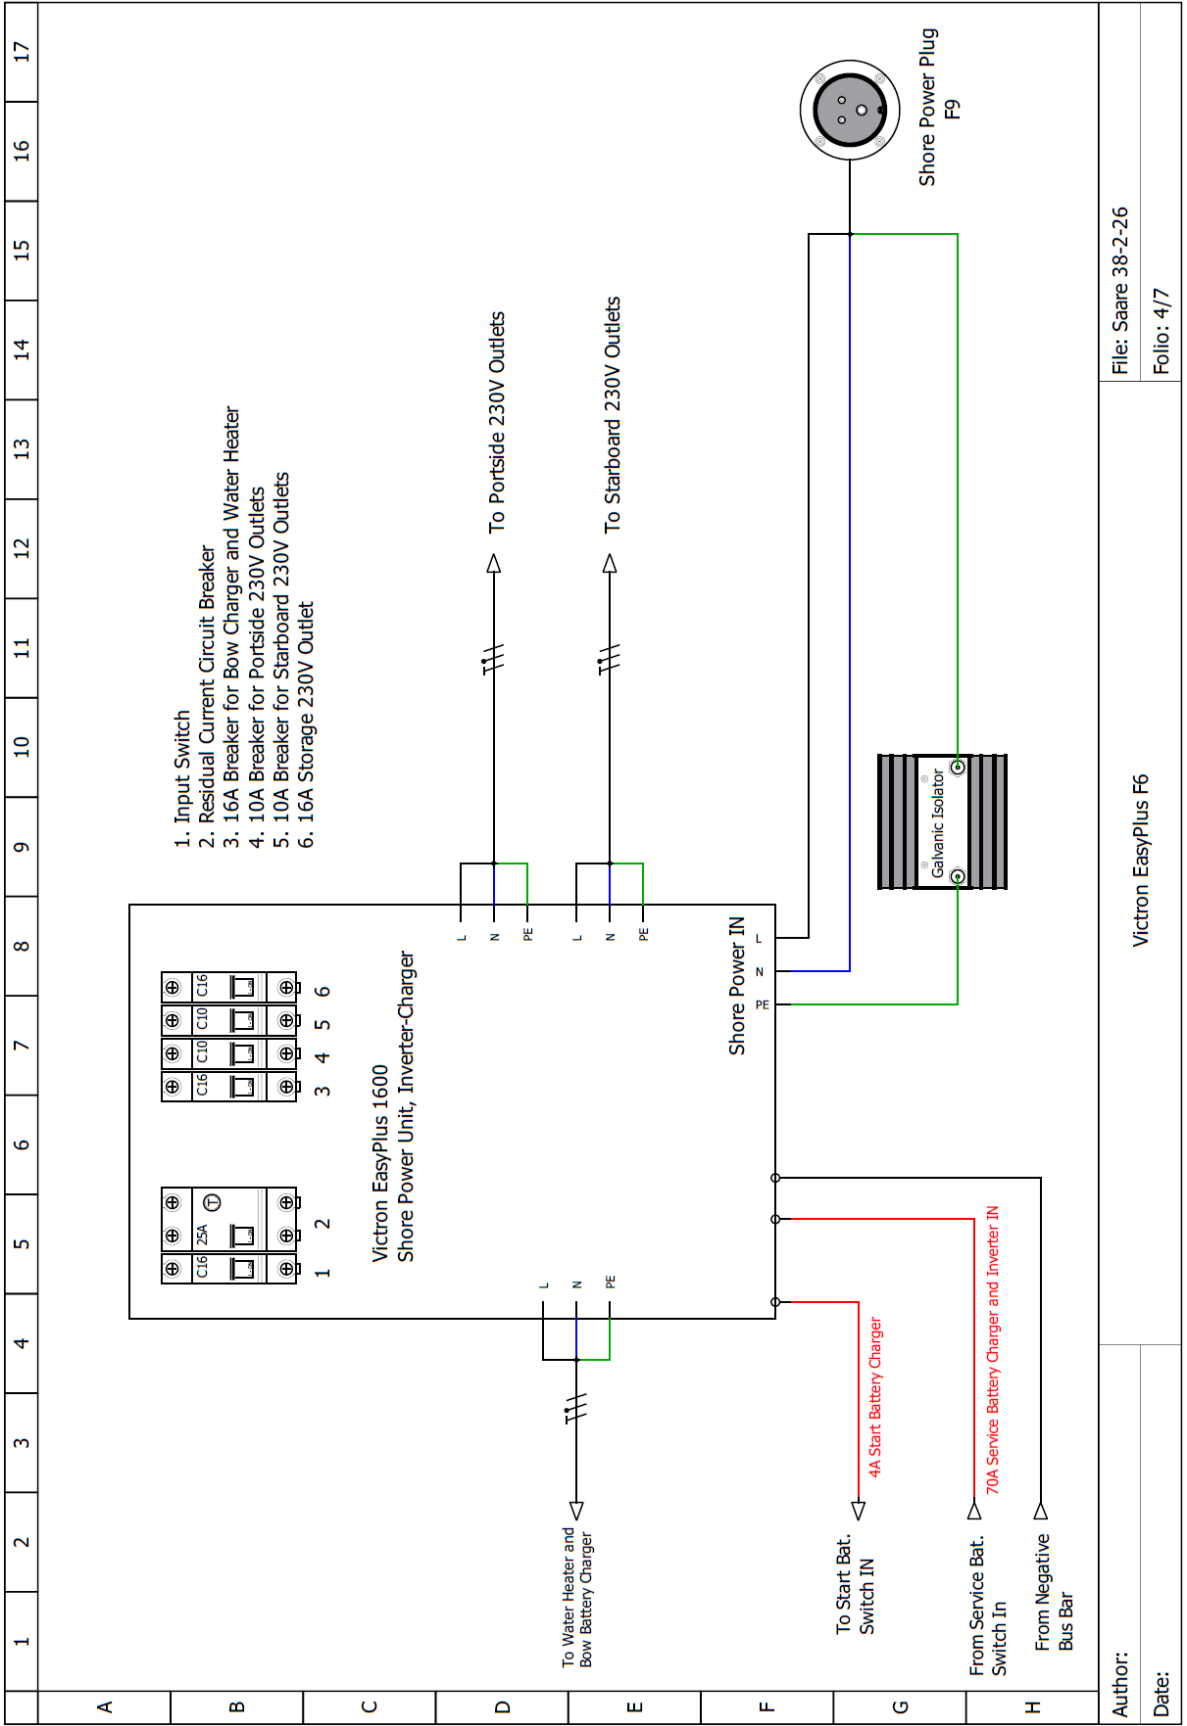 1 2 3 4 5 6 7 8 9 10 11 12 13 14 15 16 17
A
B
C
D
E
F
G
H
1. Input Switch
2. Residual Current Circuit Breaker
3. 16A Breaker for Bow Charger and Water Heater
4. 10A Breaker for Portside 230V Outlets
5. 10A Breaker for Starboard 230V Outlets
6. 16A Storage 230V Outlet
C16 25A T C16 C10 C10 C16
1 2 3 4 5 6
Victron EasyPlus 1600
Shore Power Unit, Inverter-Charger
L
N
PE
To Portside 230V Outlets
L
N
PE
To Starboard 230V Outlets
L
N
PE
To Water Heater and
Bow Battery Charger
Shore Power IN
PE N L
Shore Power Plug
F9
Galvanic Isolator
4A Start Battery Charger
To Start Bat.
Switch IN
70A Service Battery Charger and Inverter IN
From Service Bat.
Switch In
From Negative
Bus Bar
Author:
Date:
Victron EasyPlus F6
File: Saare 38-2-26
Folio: 4/7